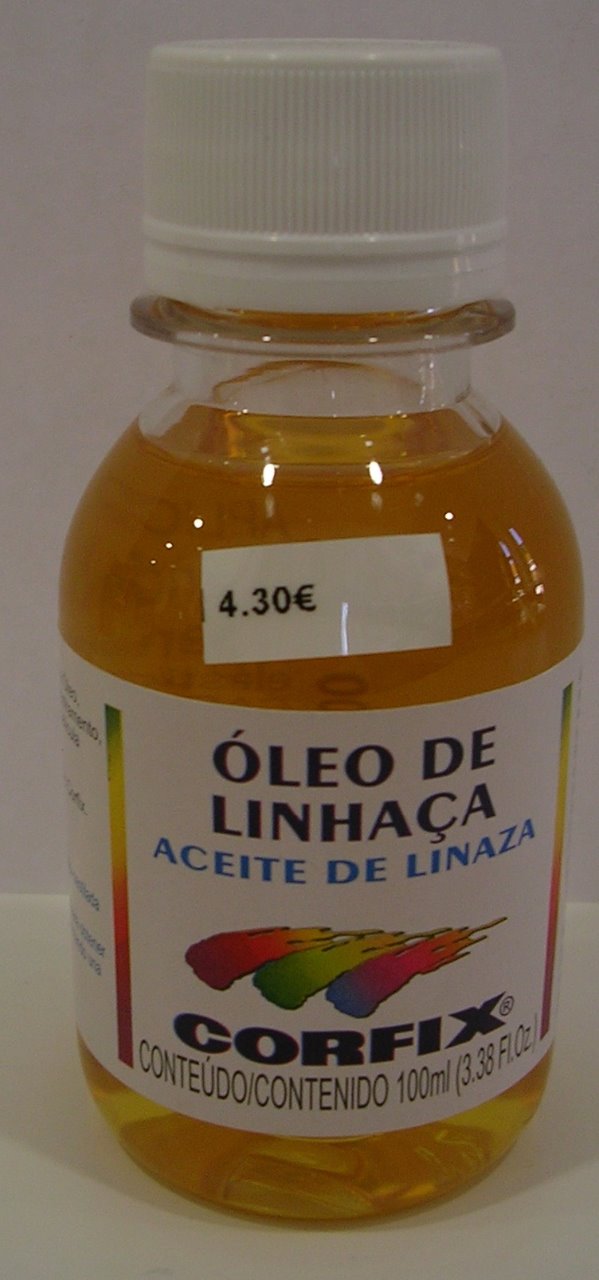 4.30€
ÓLEO DE
LINHAÇA
ACEITE DE LINAZA
CORFIX®
CONTEÚDO/CONTENIDO 100ml (3.38 Fl.Oz.)